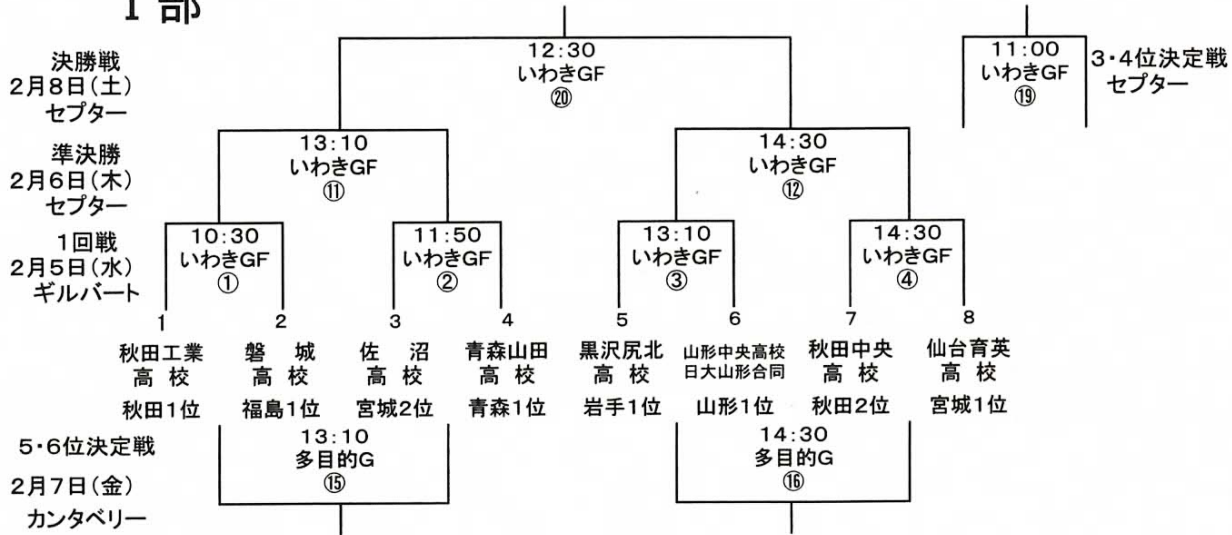 1 部
決勝戦
2月8日(土)
セプター
12:30
いわきGF
⑳
11:00
いわきGF
⑲
3・4位決定戦
セプター
準決勝
2月6日(木)
セプター
13:10
いわきGF
⑪
14:30
いわきGF
⑫
1回戦
2月5日(水)
ギルバート
10:30
いわきGF
①
11:50
いわきGF
②
13:10
いわきGF
③
14:30
いわきGF
④
1
2
3
4
5
6
7
8
秋田工業
高 校
秋田1位
磐 城
高 校
福島1位
佐 沼
高 校
宮城2位
青森山田
高 校
青森1位
黒沢尻北
高 校
岩手1位
山形中央高校
日大山形合同
山形1位
秋田中央
高 校
秋田2位
仙台育英
高 校
宮城1位
5・6位決定戦
2月7日(金)
カンタベリー
13:10
多目的G
⑮
14:30
多目的G
⑯